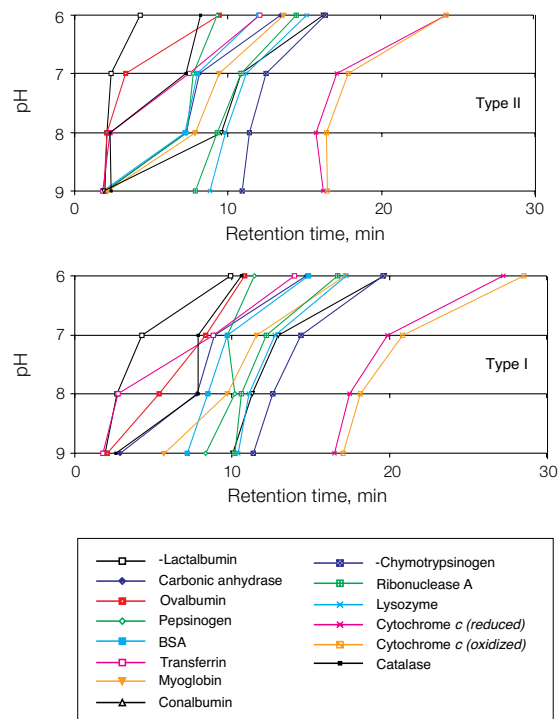 6
7
8
9
pH
Type II
0
10
20
30
Retention time, min
6
7
8
9
pH
Type I
0
10
20
30
Retention time, min
-Lactalbumin
Carbonic anhydrase
Ovalbumin
Pepsinogen
BSA
Transferrin
Myoglobin
Conalbumin
-Chymotrypsinogen
Ribonuclease A
Lysozyme
Cytochrome c (reduced)
Cytochrome c (oxidized)
Catalase